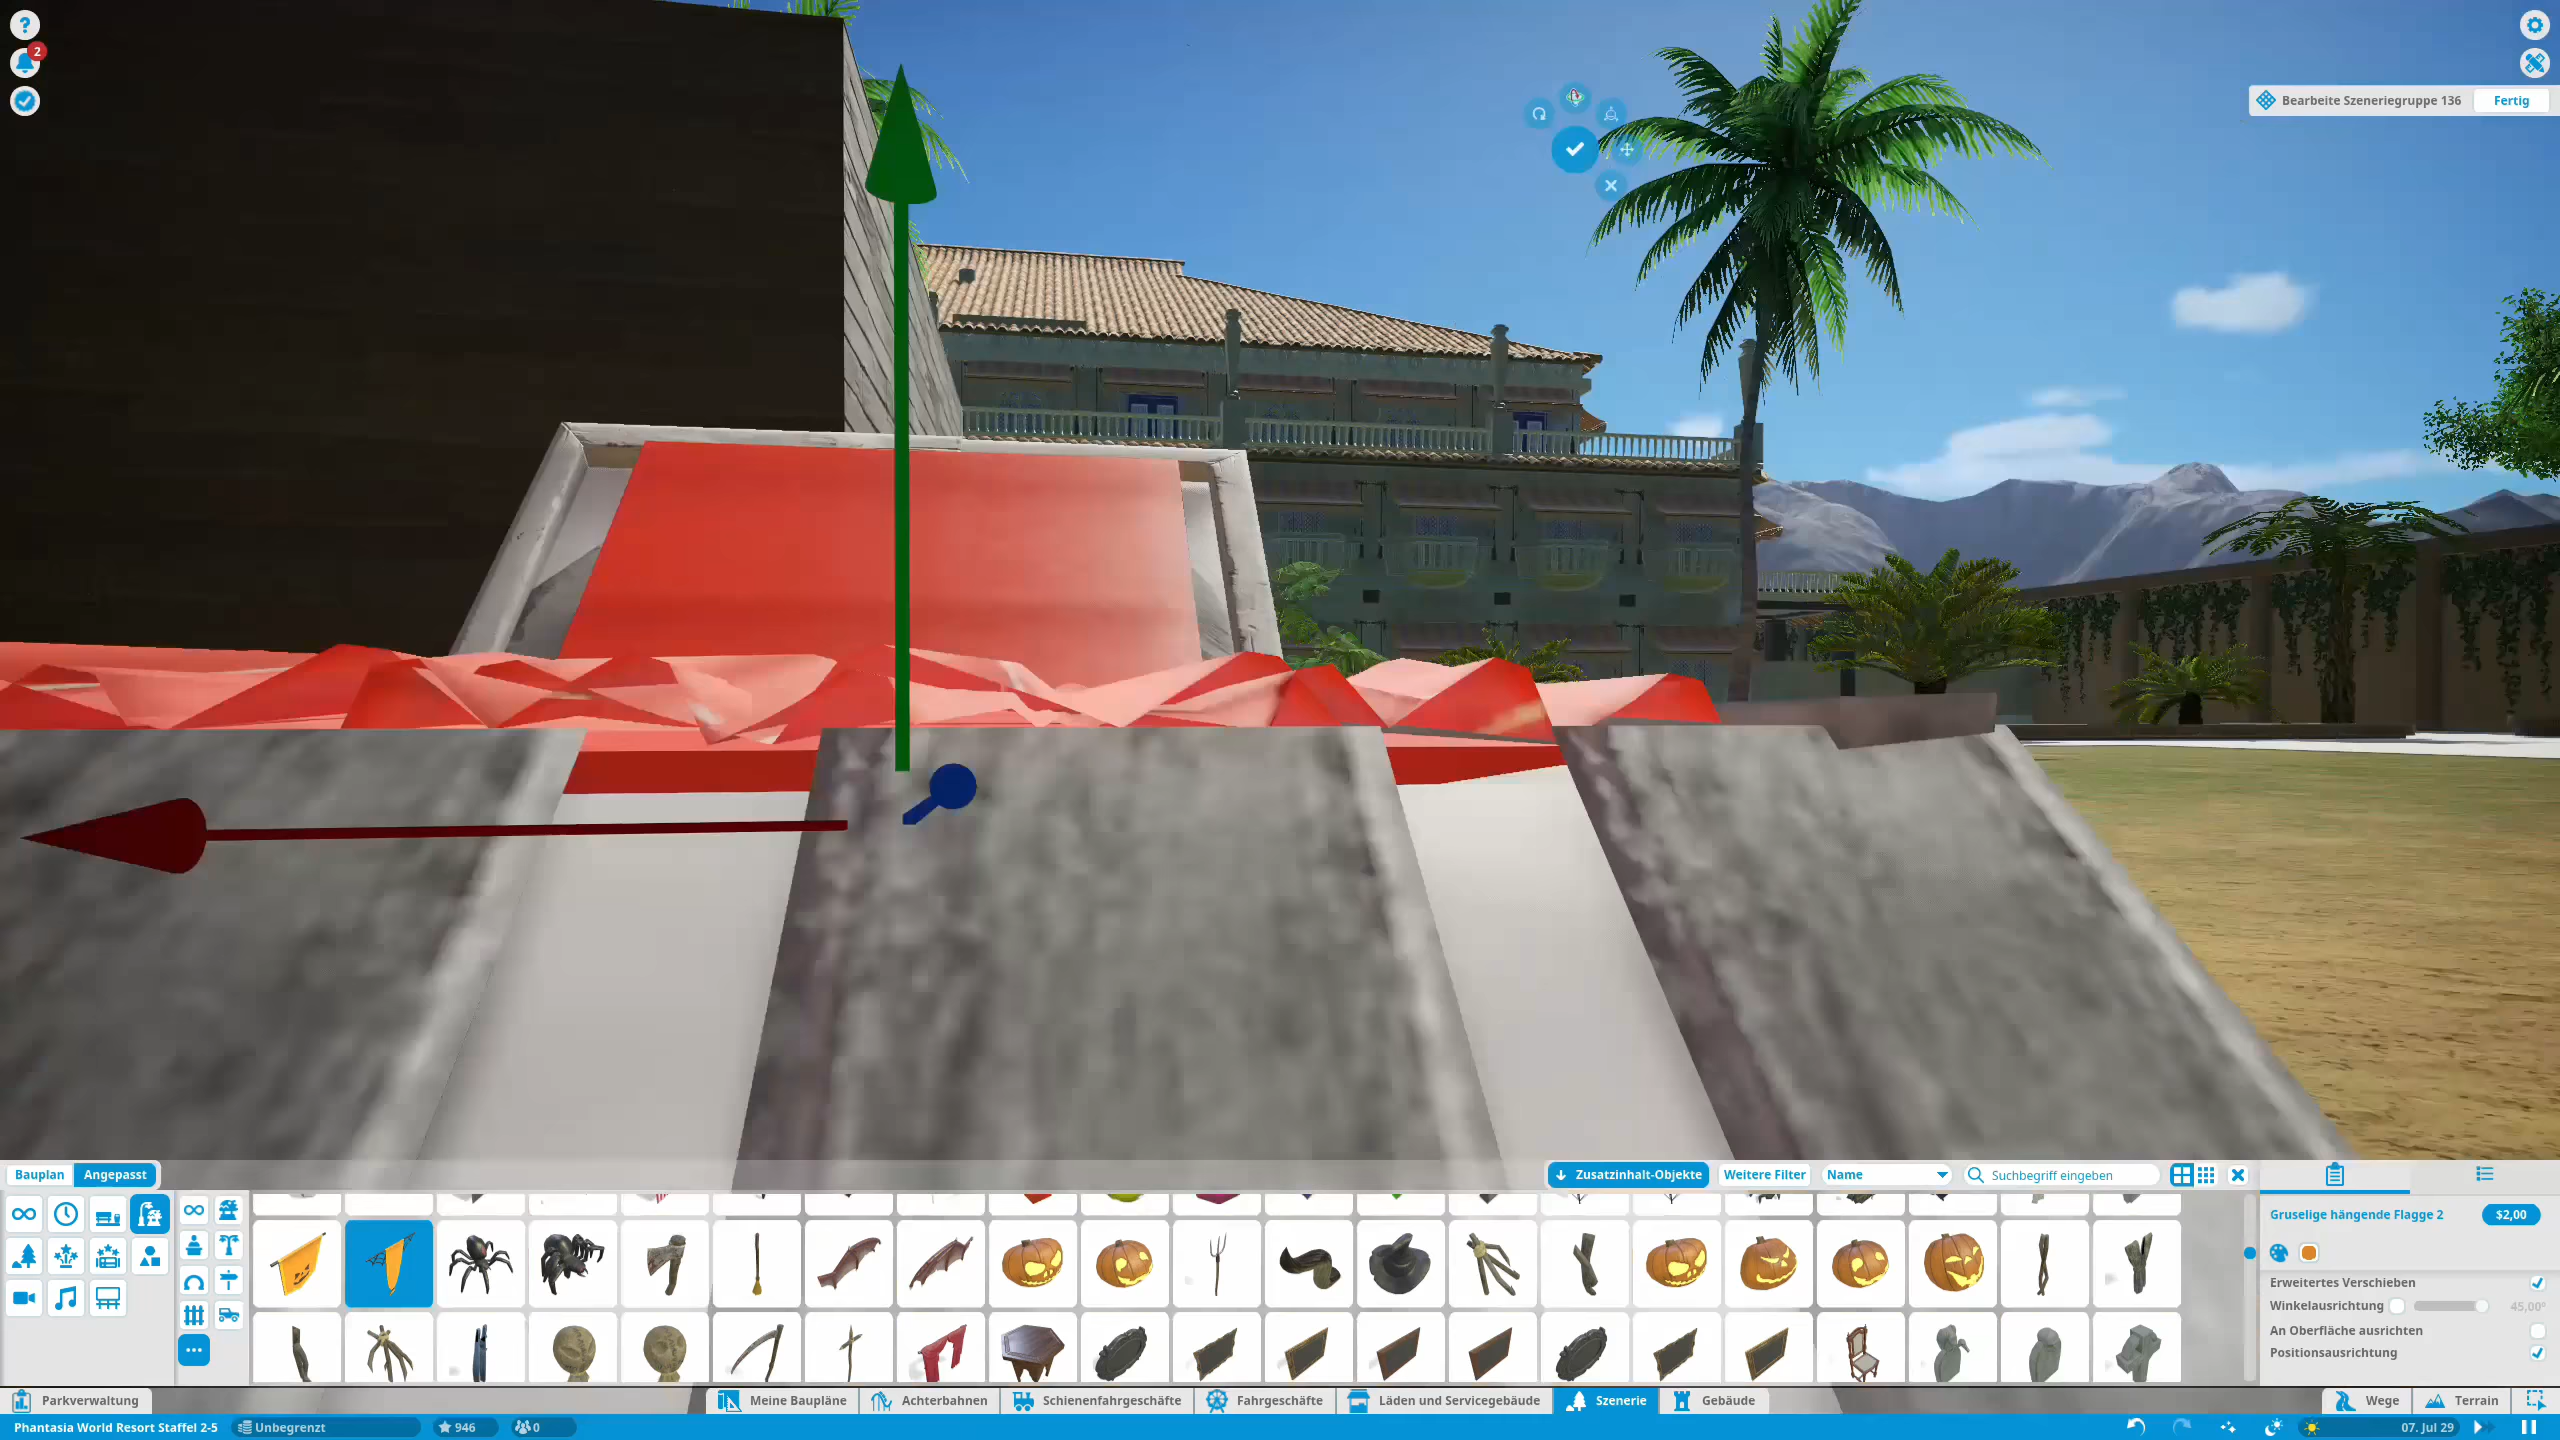 ?
2
Bearbeite Szeneriegruppe 136
Fertig
Bauplan
Angepasst
Zusatzinhalt-Objekte
Weitere Filter
Name
Suchbegriff eingeben
Gruselige hängende Flagge 2
$2,00
Erweitertes Verschieben
Winkelausrichtung
45,00°
An Oberfläche ausrichten
Positionsausrichtung
Parkverwaltung
Meine Baupläne
Achterbahnen
Schienenfahrgeschäfte
Fahrgeschäfte
Läden und Servicegebäude
Szenerie
Gebäude
Wege
Terrain
Phantasia World Resort Staffel 2-5
Unbegrenzt
946
0
07. Jul 29